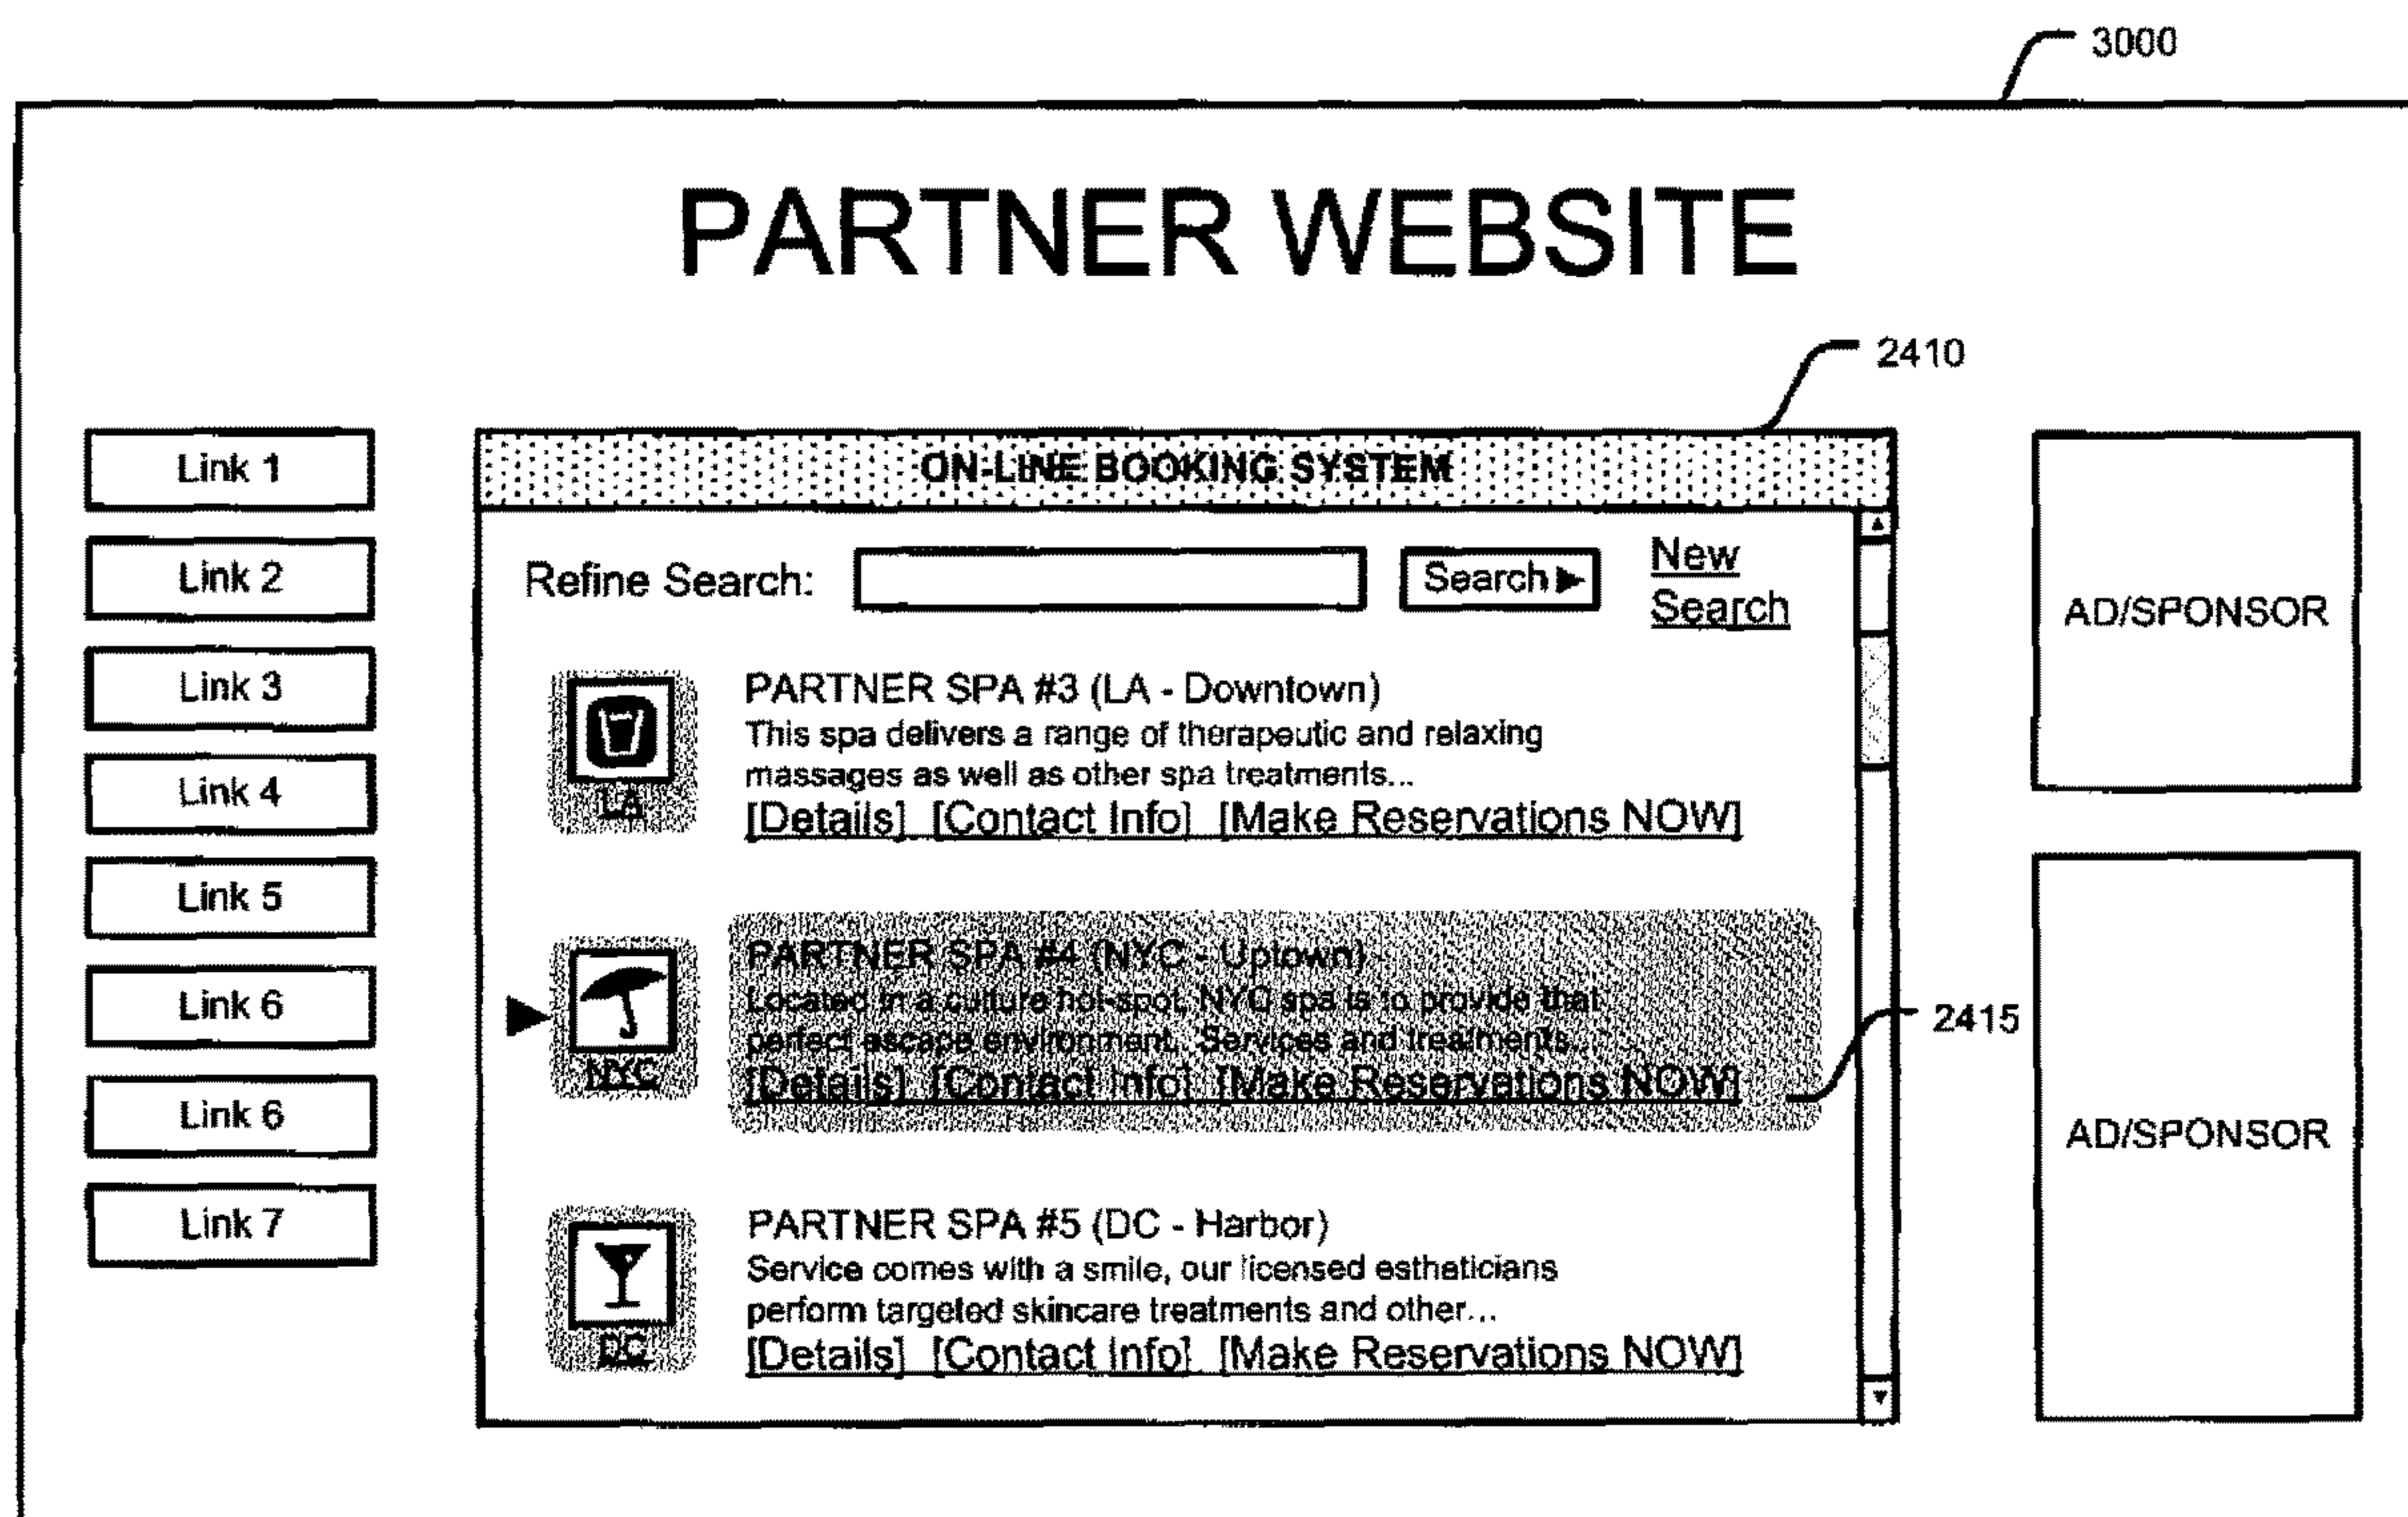 3000
PARTNER WEBSITE
2410
Link 1
Link 2
Link 3
Link 4
Link 5
Link 6
Link 6
Link 7
ON-LINE BOOKING SYSTEM
Refine Search:
Search
New
Search
LA
PARTNER SPA #3 (LA - Downtown)
This spa delivers a range of therapeutic and relaxing
massages as well as other spa treatments...
[Details] [Contact Info] [Make Reservations NOW]
NYC
PARTNER SPA #4 (NYC - Uptown)
Located in a culture hot-spot, NYC spa is to provide that
perfect escape environment. Services and treatments...
[Details] [Contact Info] [Make Reservations NOW]
2415
DC
PARTNER SPA #5 (DC - Harbor)
Service comes with a smile, our licensed estheticians
perform targeted skincare treatments and other...
[Details] [Contact Info] [Make Reservations NOW]
AD/SPONSOR
AD/SPONSOR